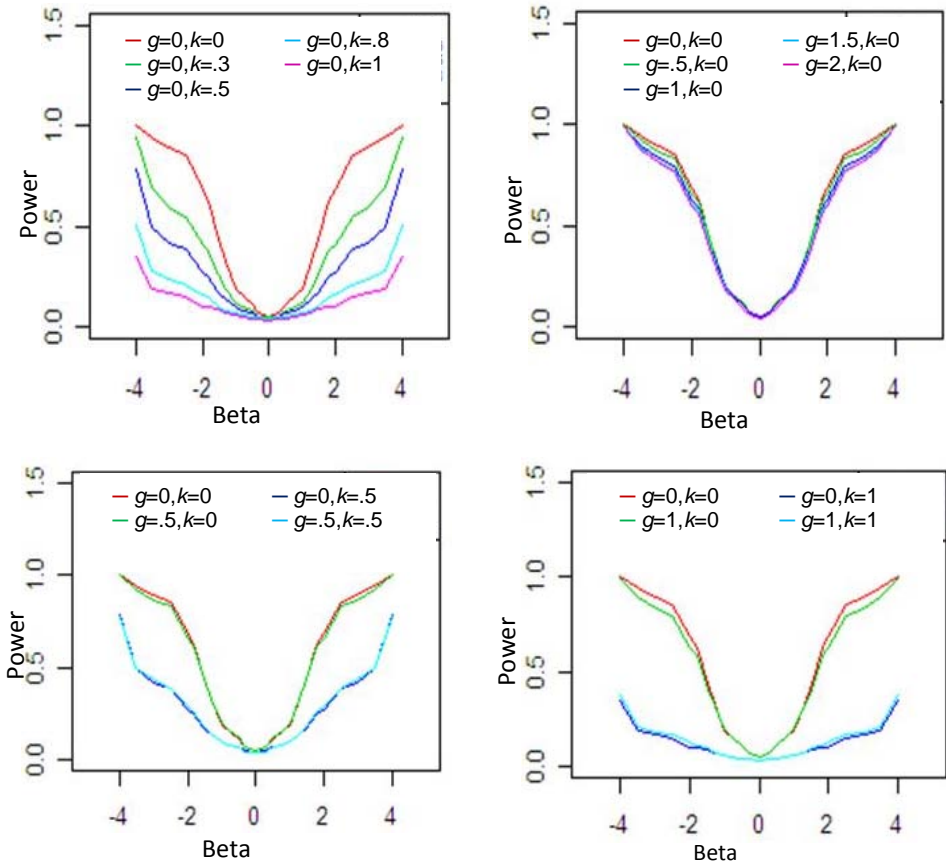 1.5
g=0,k=0 g=0,k=.8
g=0,k=.3 g=0,k=1
g=0,k=.5
1.0
Power
0.5
0.0
-4 -2 0 2 4
Beta
1.5
g=0,k=0 g=1.5,k=0
g=.5,k=0 g=2,k=0
g=1,k=0
1.0
Power
0.5
0.0
-4 -2 0 2 4
Beta
1.5
g=0,k=0 g=0,k=.5
g=.5,k=0 g=.5,k=.5
1.0
Power
0.5
0.0
-4 -2 0 2 4
Beta
1.5
g=0,k=0 g=0,k=1
g=1,k=0 g=1,k=1
1.0
Power
0.5
0.0
-4 -2 0 2 4
Beta